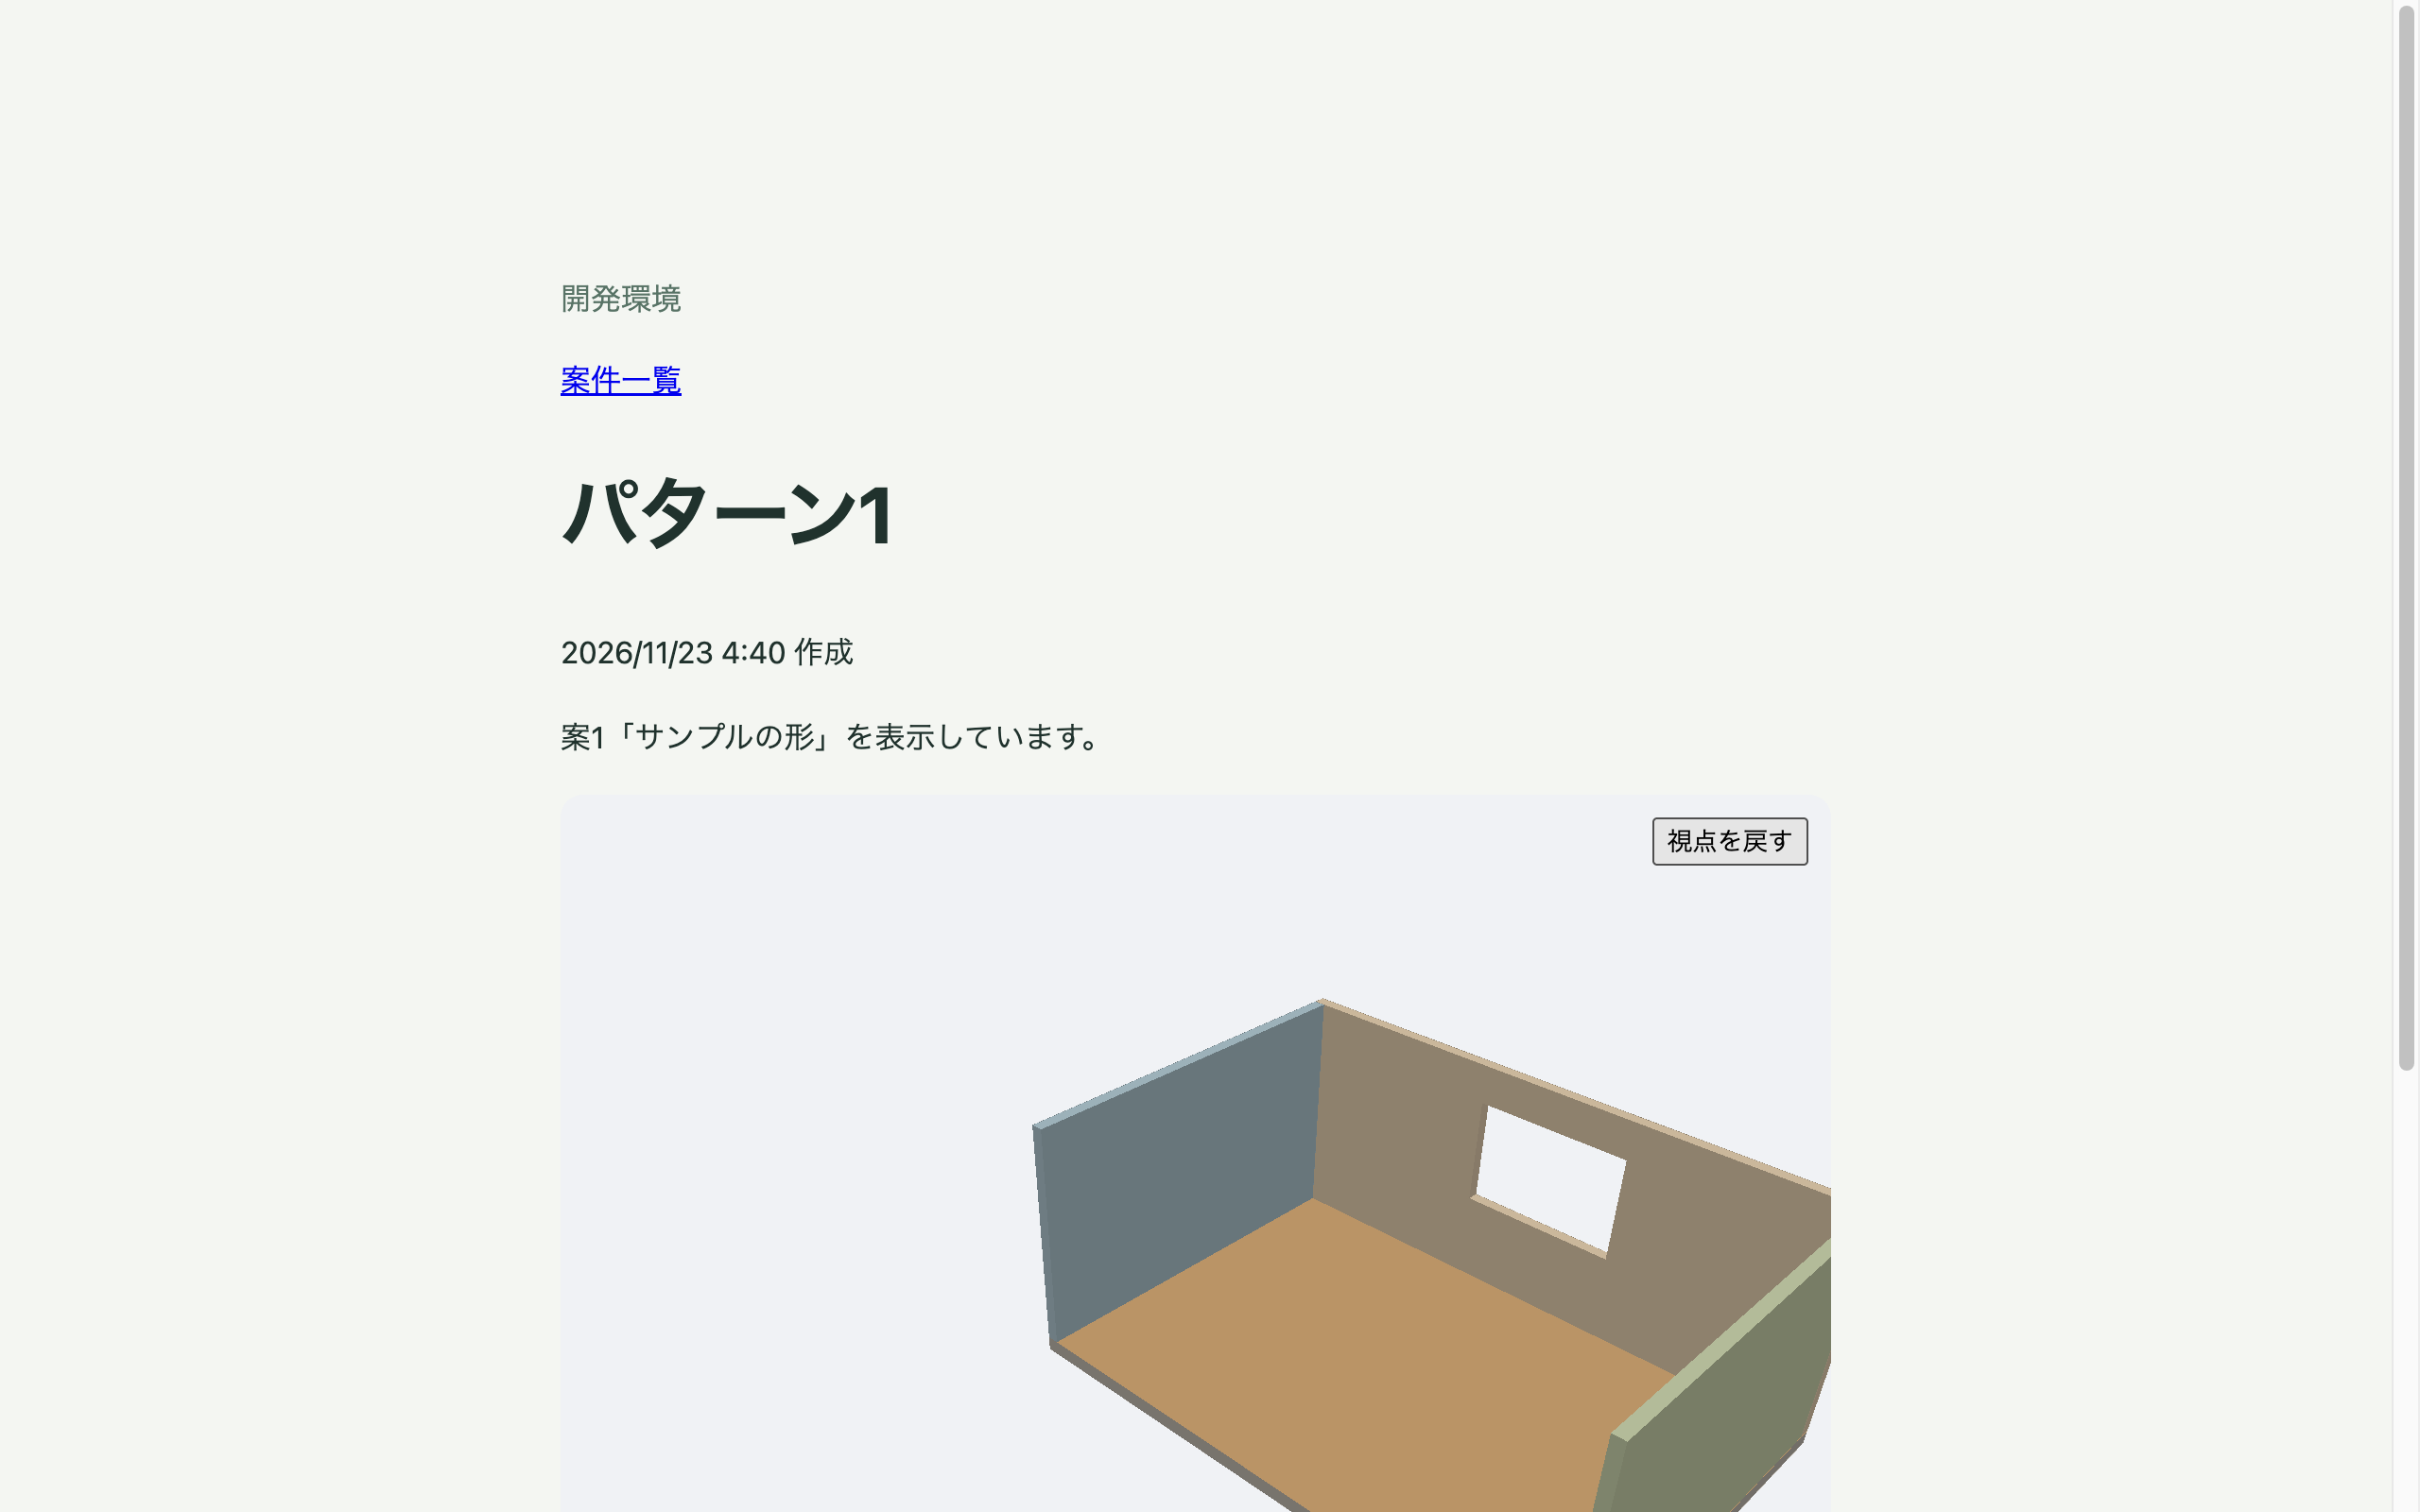 開発環境
案件一覧
パターン1
2026/11/23 4:40 作成
案1「サンプルの形」を表示しています。
視点を戻す